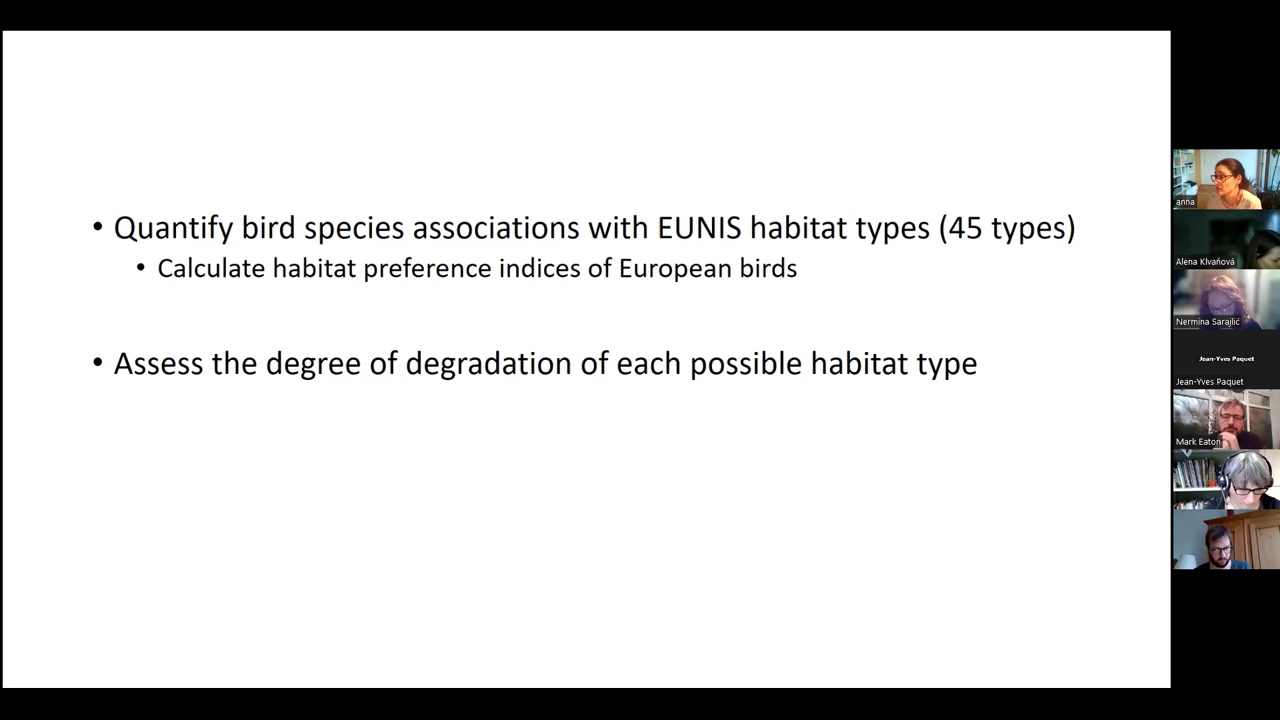 • Quantify bird species associations with EUNIS habitat types (45 types)
• Calculate habitat preference indices of European birds
• Assess the degree of degradation of each possible habitat type
anna
Alena Klvaňová
Nermina Sarajlić
Jean-Yves Paquet
Jean-Yves Paquet
Mark Eaton